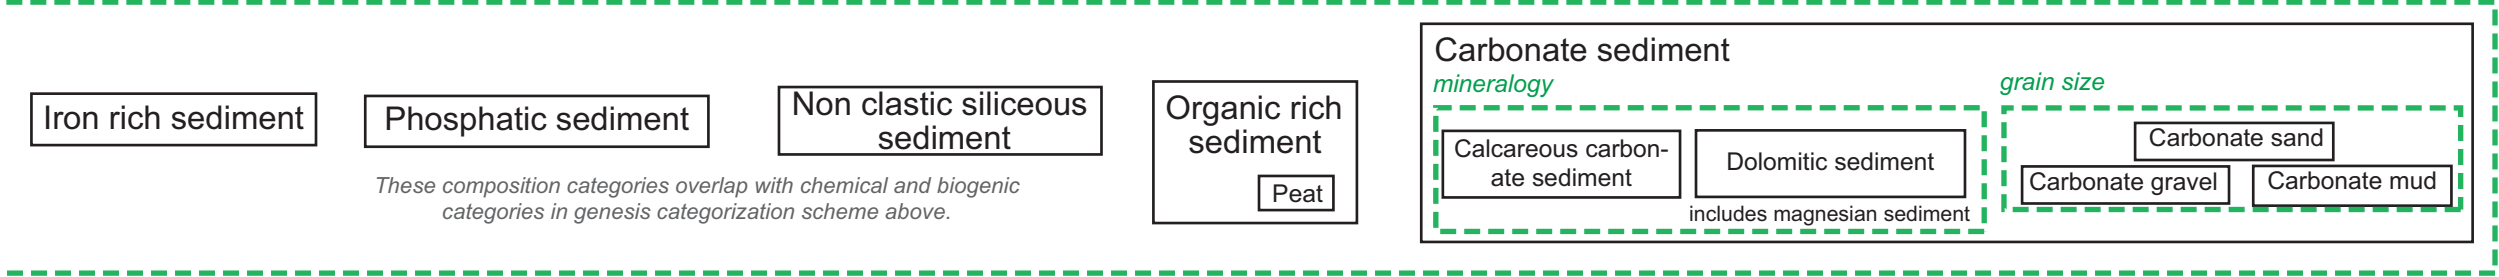 Iron rich sediment
Phosphatic sediment
Non clastic siliceous
sediment
These composition categories overlap with chemical and biogenic
categories in genesis categorization scheme above.
Organic rich
sediment
Peat
Carbonate sediment
mineralogy
Calcareous carbon-
ate sediment
Dolomitic sediment
includes magnesian sediment
grain size
Carbonate sand
Carbonate gravel
Carbonate mud